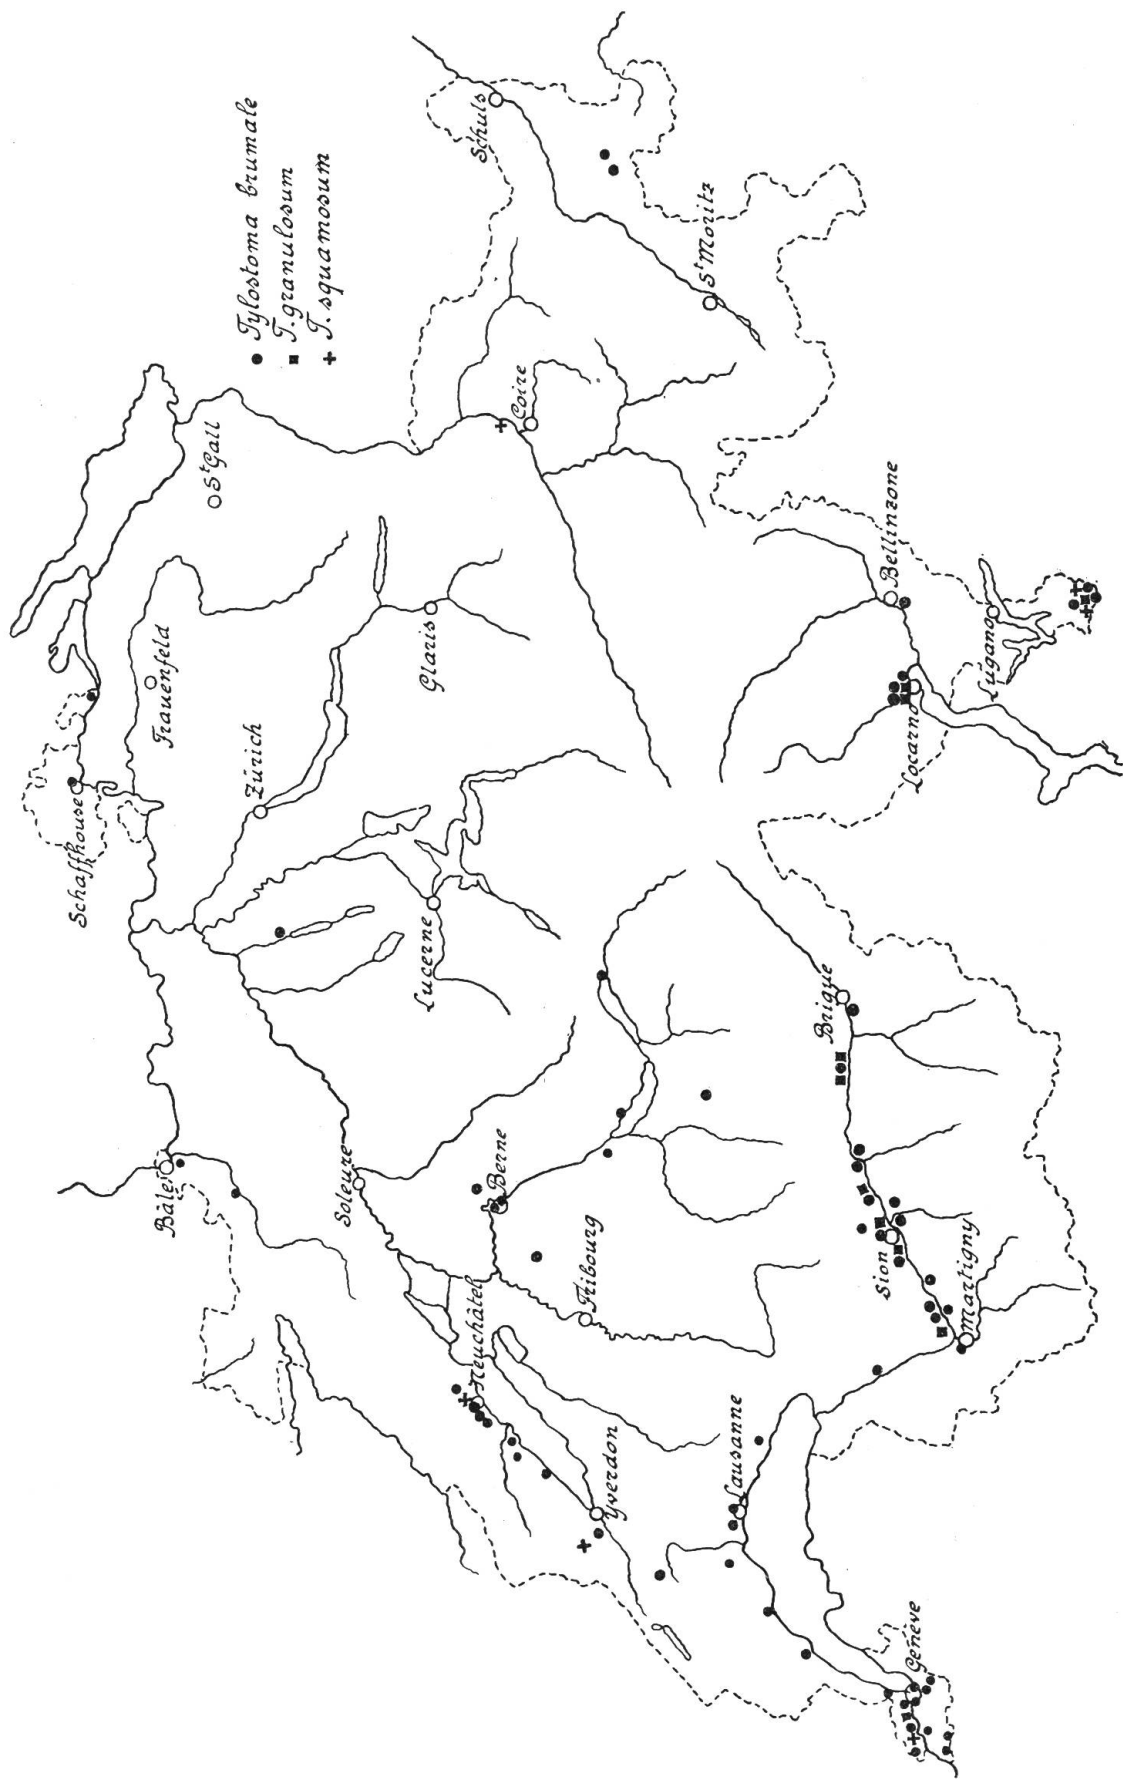 Tylostoma brumale
T. granulosum
T. squamosum
Schaffhouse
Bâle
Frauenfeld
St Gall
Zürich
Soleure
Lucerne
Glaris
Neuchâtel
Berne
Coire
Schuls
Fribourg
Yverdon
St Moritz
Lausanne
Brigue
Sion
Bellinzone
Martigny
Locarno
Genève
Lugano